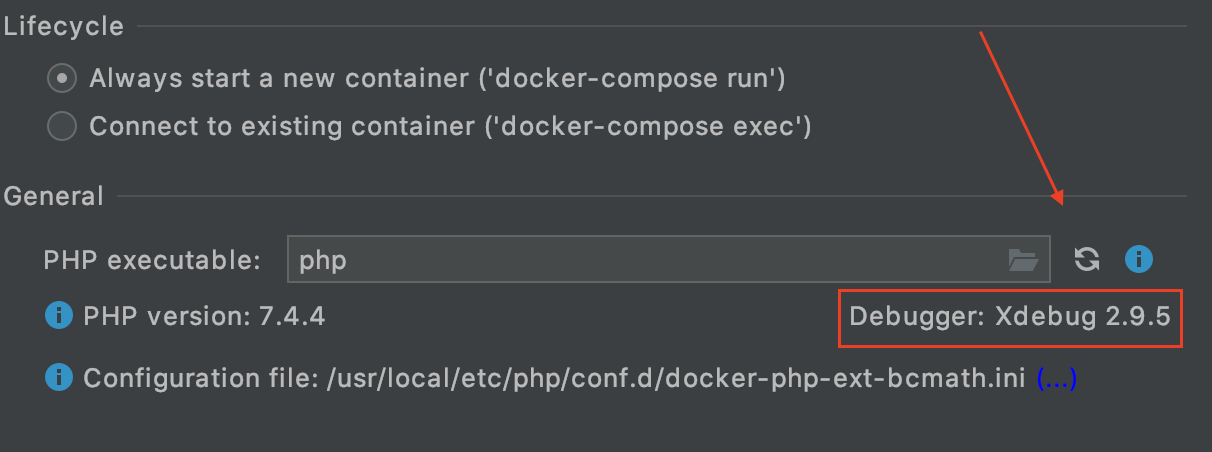 Lifecycle
Always start a new container ('docker-compose run')
Connect to existing container ('docker-compose exec')
General
PHP executable: php
PHP version: 7.4.4 Debugger: Xdebug 2.9.5
Configuration file: /usr/local/etc/php/conf.d/docker-php-ext-bcmath.ini (...)